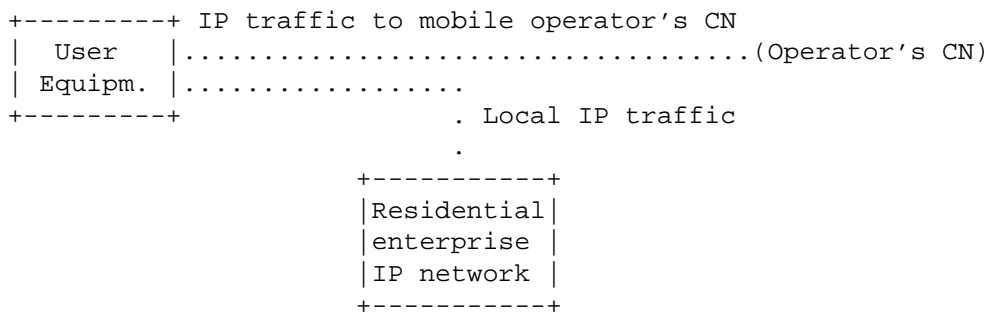 IP traffic to mobile operator's CN
User
(Operator's CN)
Equipm.
Local IP traffic
Residential
enterprise
IP network